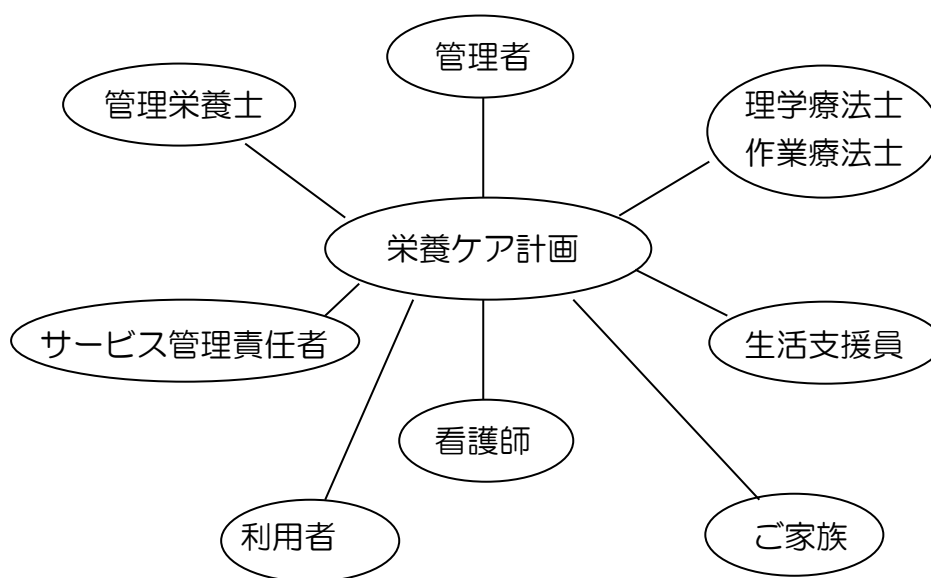 管理者
管理栄養士
理学療法士
作業療法士
栄養ケア計画
サービス管理責任者
生活支援員
看護師
利用者
ご家族